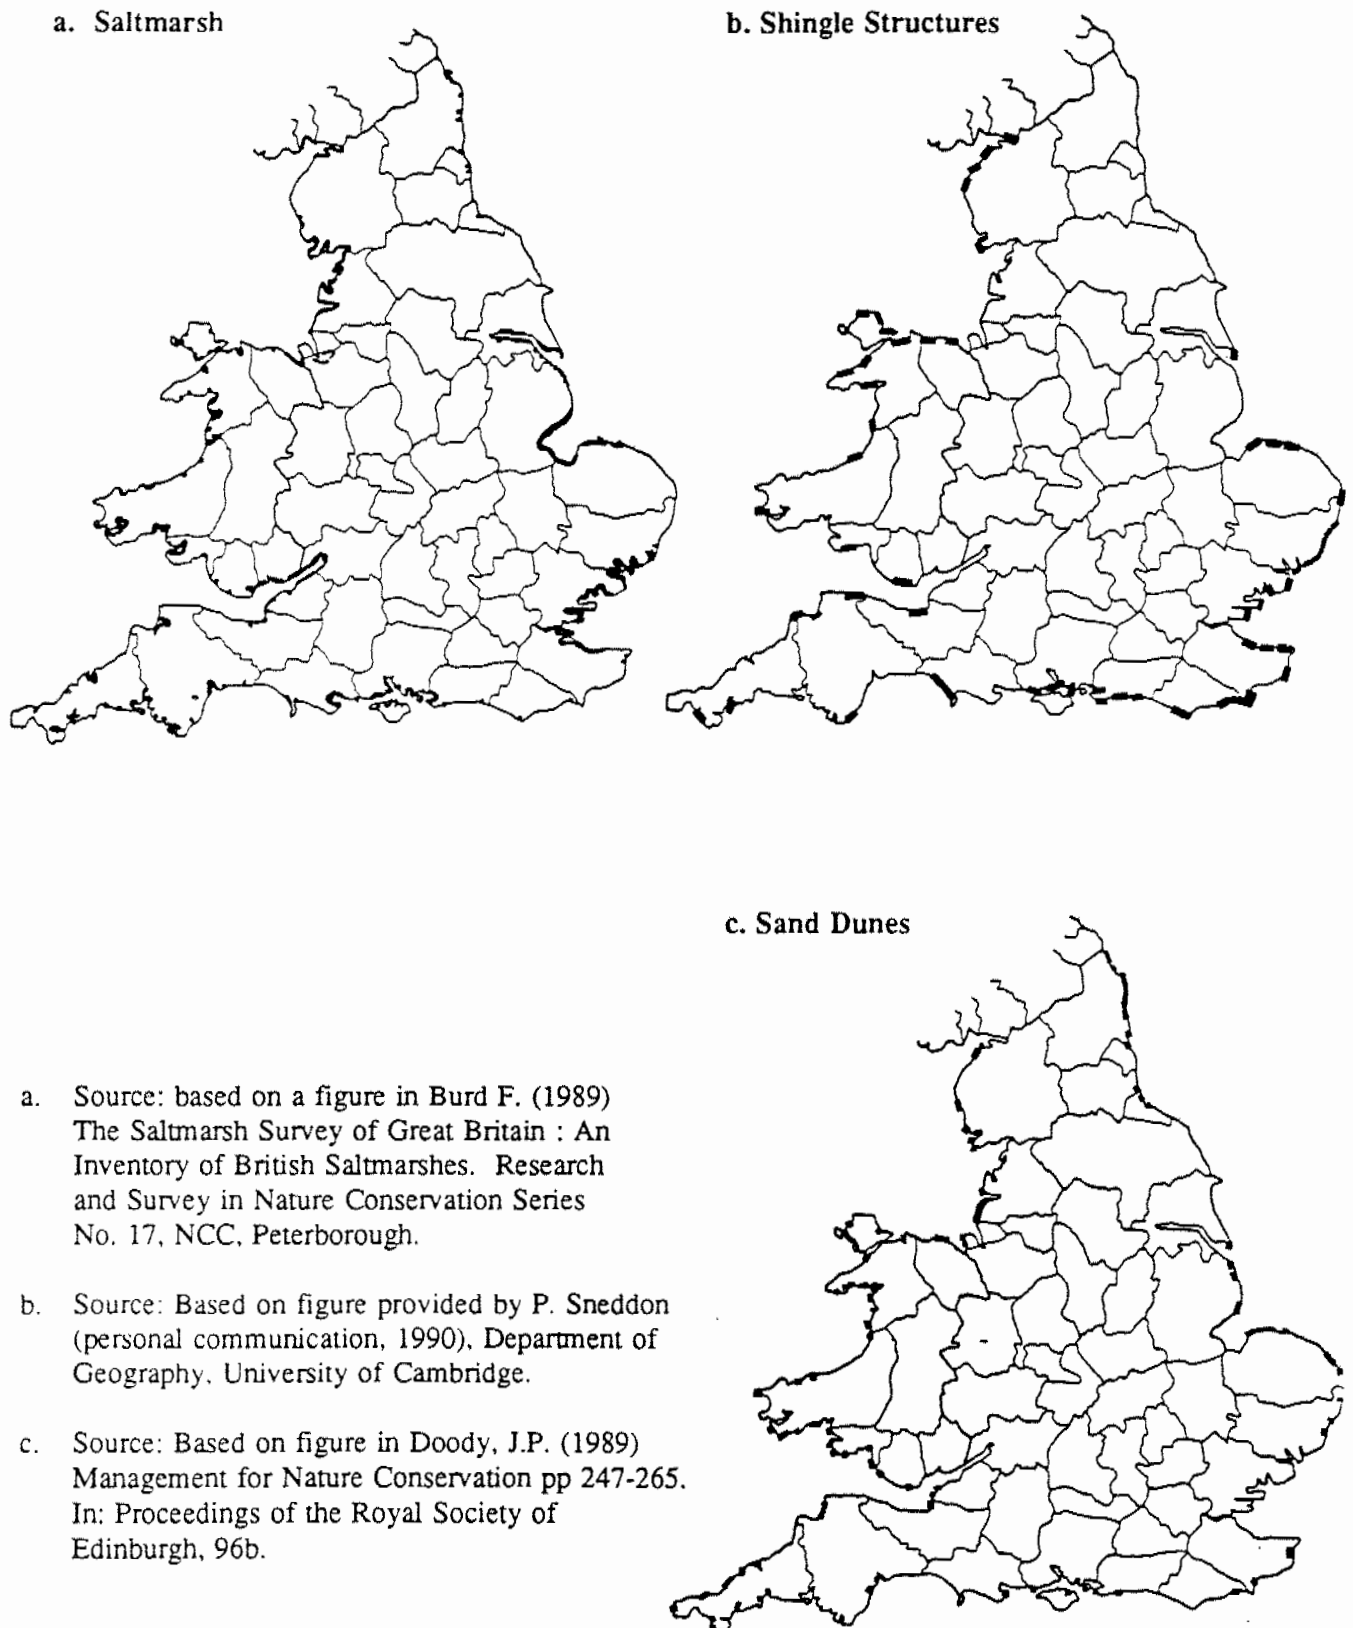 a. Saltmarsh
b. Shingle Structures
c. Sand Dunes
a. Source: based on a figure in Burd F. (1989)
The Saltmarsh Survey of Great Britain : An
Inventory of British Saltmarshes. Research
and Survey in Nature Conservation Series
No. 17, NCC, Peterborough.
b. Source: Based on figure provided by P. Sneddon
(personal communication, 1990), Department of
Geography, University of Cambridge.
c. Source: Based on figure in Doody, J.P. (1989)
Management for Nature Conservation pp 247-265.
In: Proceedings of the Royal Society of
Edinburgh, 96b.